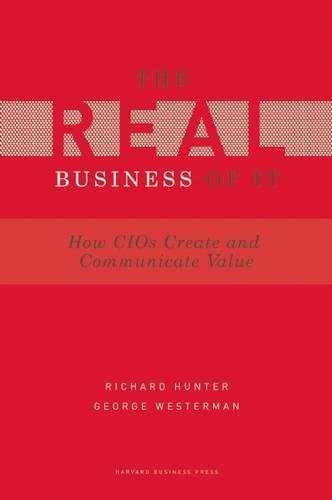 THE
REAL
BUSINESS OF IT
How CIOs Create and
Communicate Value
RICHARD HUNTER
GEORGE WESTERMAN
HARVARD BUSINESS PRESS